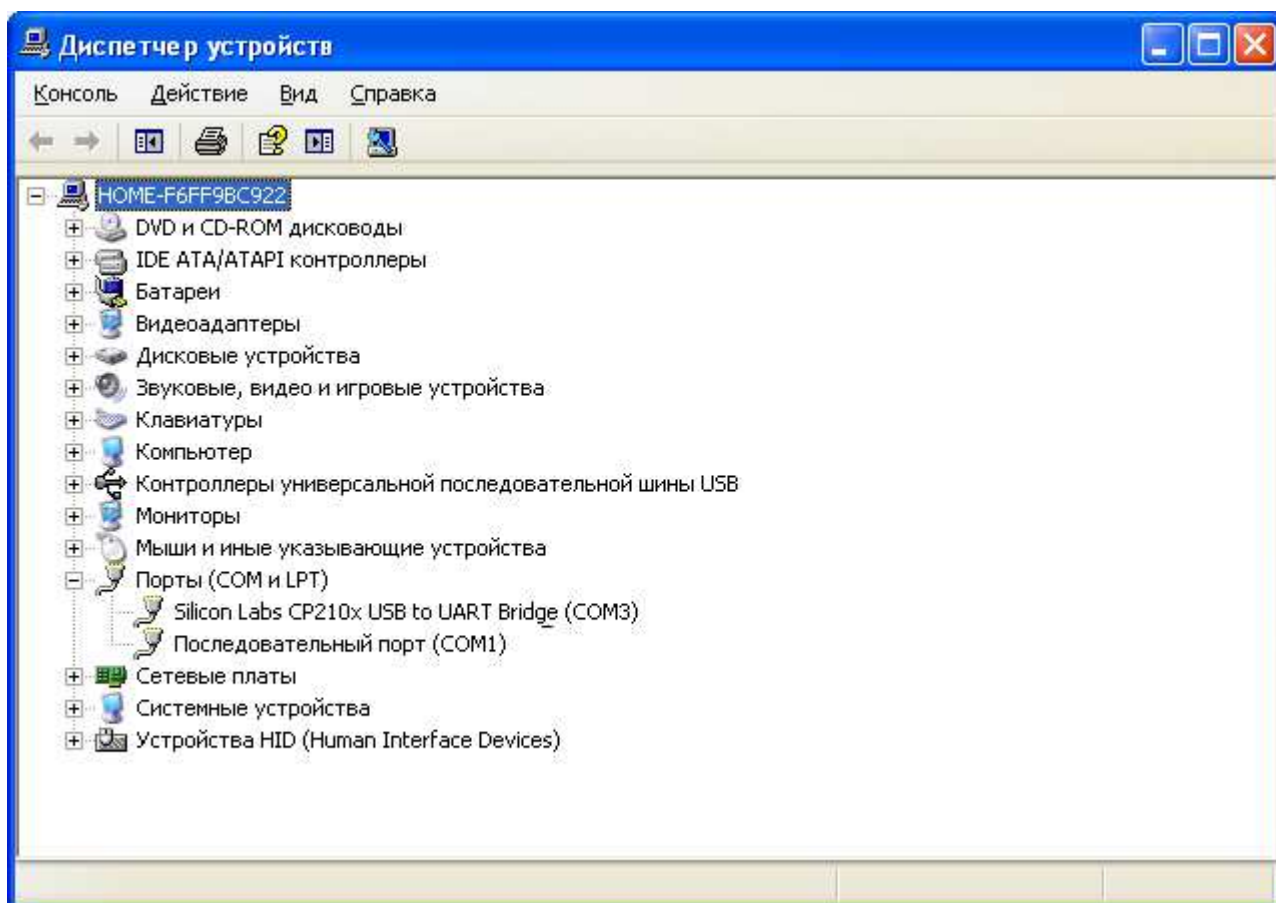 Диспетчер устройств
Консоль Действие Вид Справка
HOME-F6FF9BC922
DVD и CD-ROM дисководы
IDE ATA/ATAPI контроллеры
Батареи
Видеоадаптеры
Дисковые устройства
Звуковые, видео и игровые устройства
Клавиатуры
Компьютер
Контроллеры универсальной последовательной шины USB
Мониторы
Мыши и иные указывающие устройства
Порты (COM и LPT)
Silicon Labs CP210x USB to UART Bridge (COM3)
Последовательный порт (COM1)
Сетевые платы
Системные устройства
Устройства HID (Human Interface Devices)